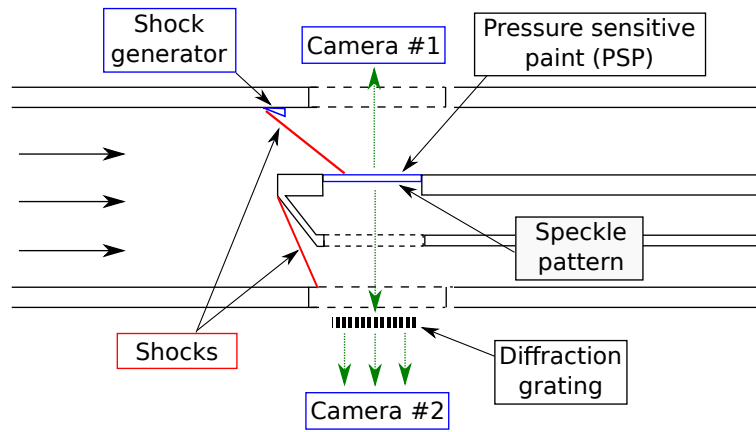 Shock
generator
Camera #1
Pressure sensitive
paint (PSP)
Speckle
pattern
Shocks
Diffraction
grating
Camera #2